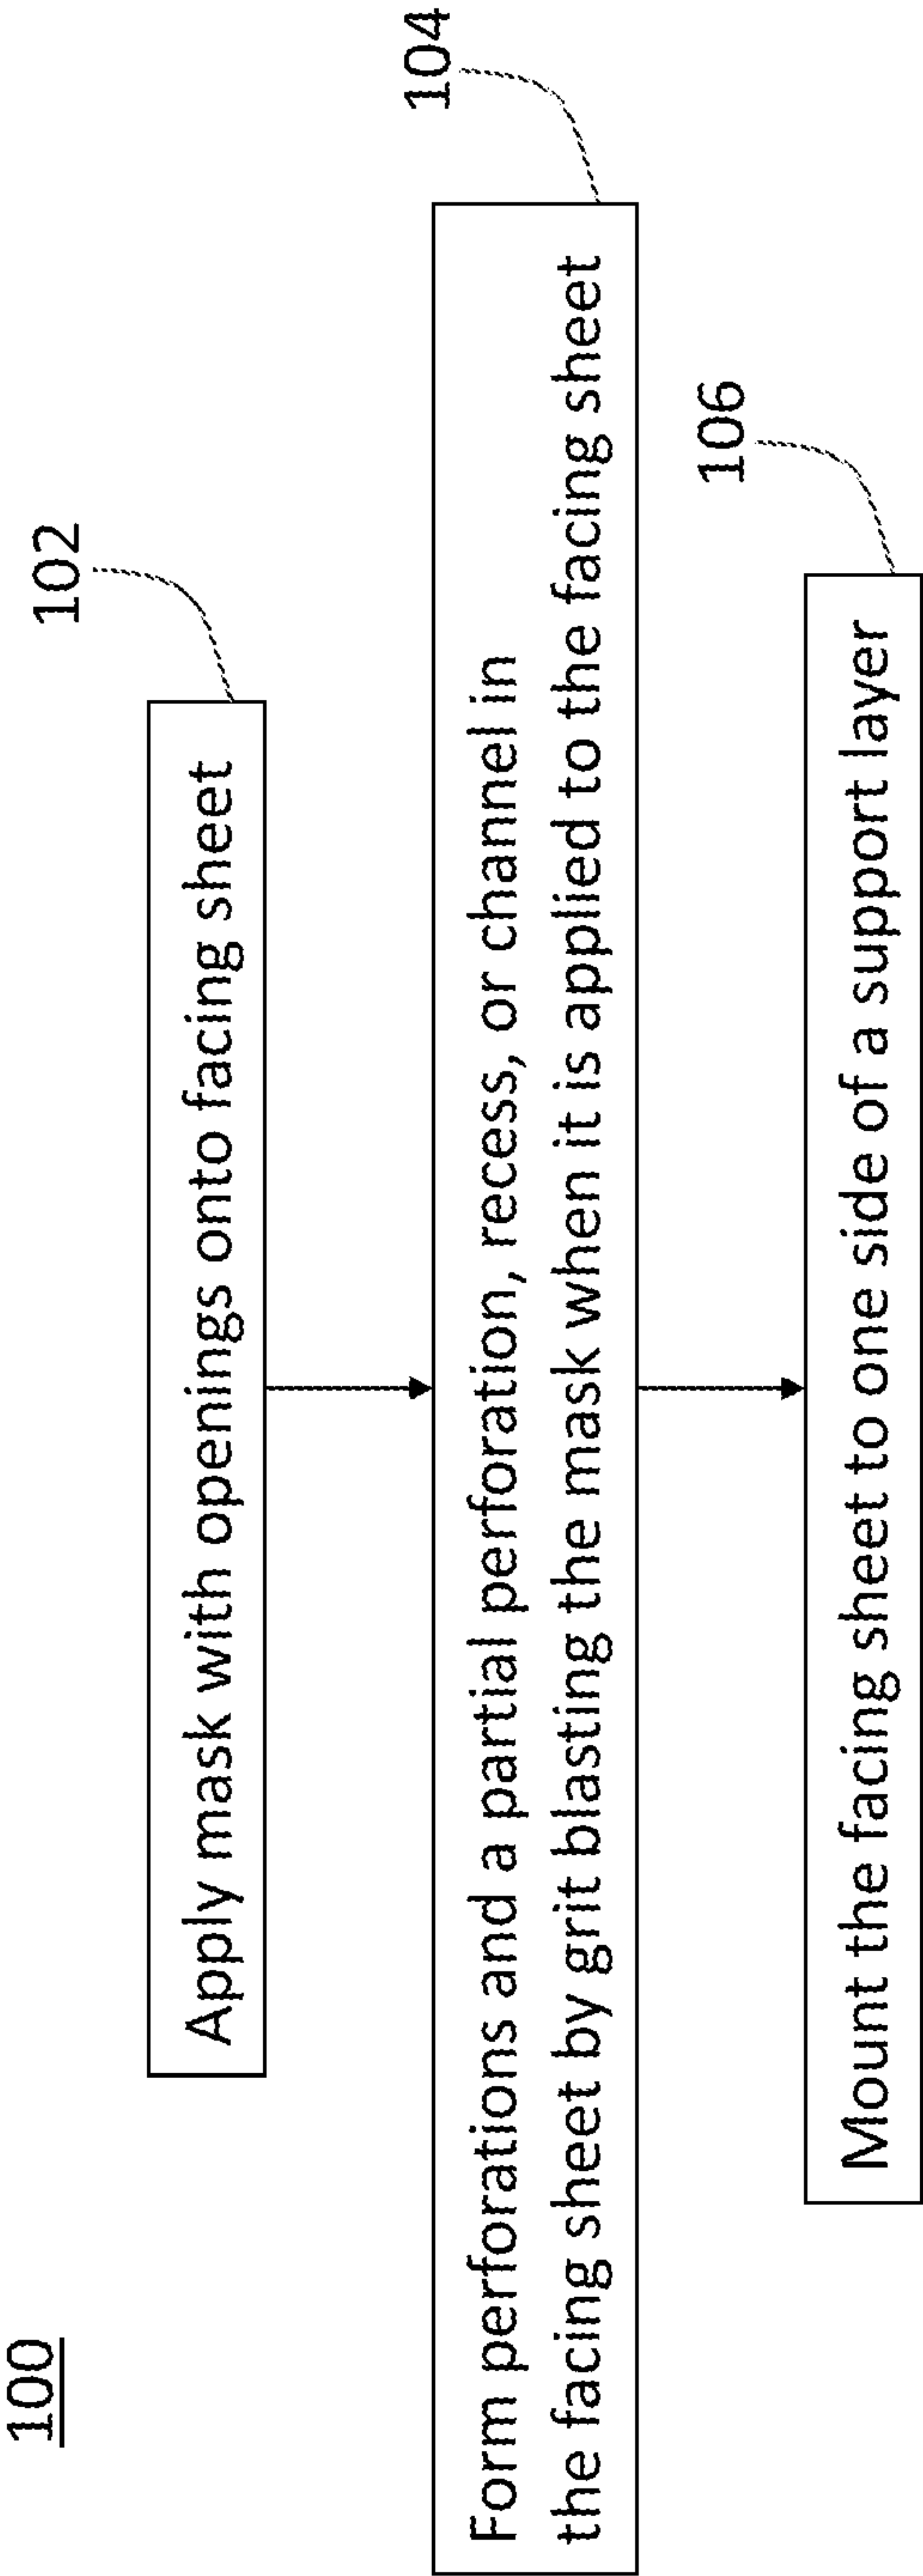 100
102
Apply mask with openings onto facing sheet
104
Form perforations and a partial perforation, recess, or channel in
the facing sheet by grit blasting the mask when it is applied to the facing sheet
106
Mount the facing sheet to one side of a support layer